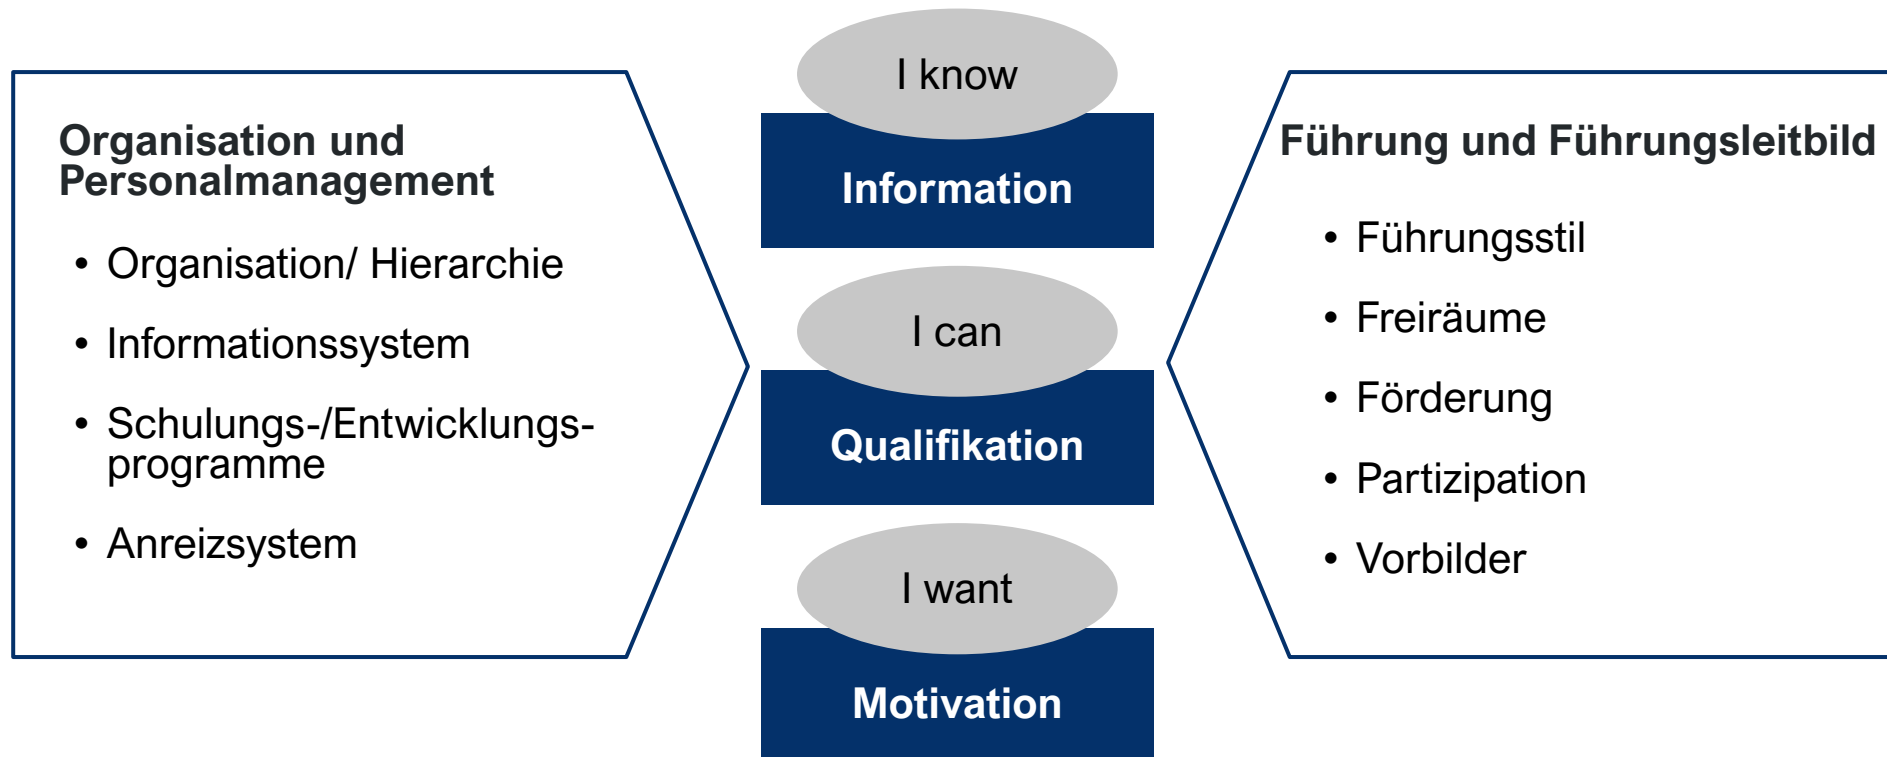 Organisation und
Personalmanagement
• Organisation/ Hierarchie
• Informationssystem
• Schulungs-/Entwicklungs-
programme
• Anreizsystem
I know
Information
I can
Qualifikation
I want
Motivation
Führung und Führungsleitbild
• Führungsstil
• Freiräume
• Förderung
• Partizipation
• Vorbilder